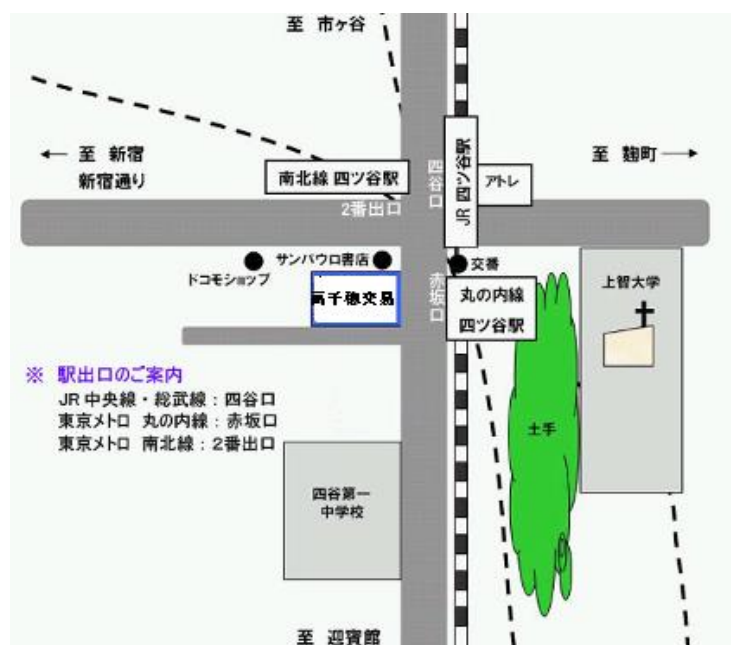 至 市ヶ谷
← 至 新宿
新宿通り
南北線 四ツ谷駅
2番出口
四谷口
JR 四ツ谷駅
アトレ
至 麹町 →
サンパウロ書店
ドコモショップ
高千穂交易
赤坂口
交番
丸の内線
四ツ谷駅
上智大学
※ 駅出口のご案内
JR 中央線・総武線：四谷口
東京メトロ 丸の内線：赤坂口
東京メトロ 南北線：2番出口
土手
四谷第一
中学校
至 迎賓館